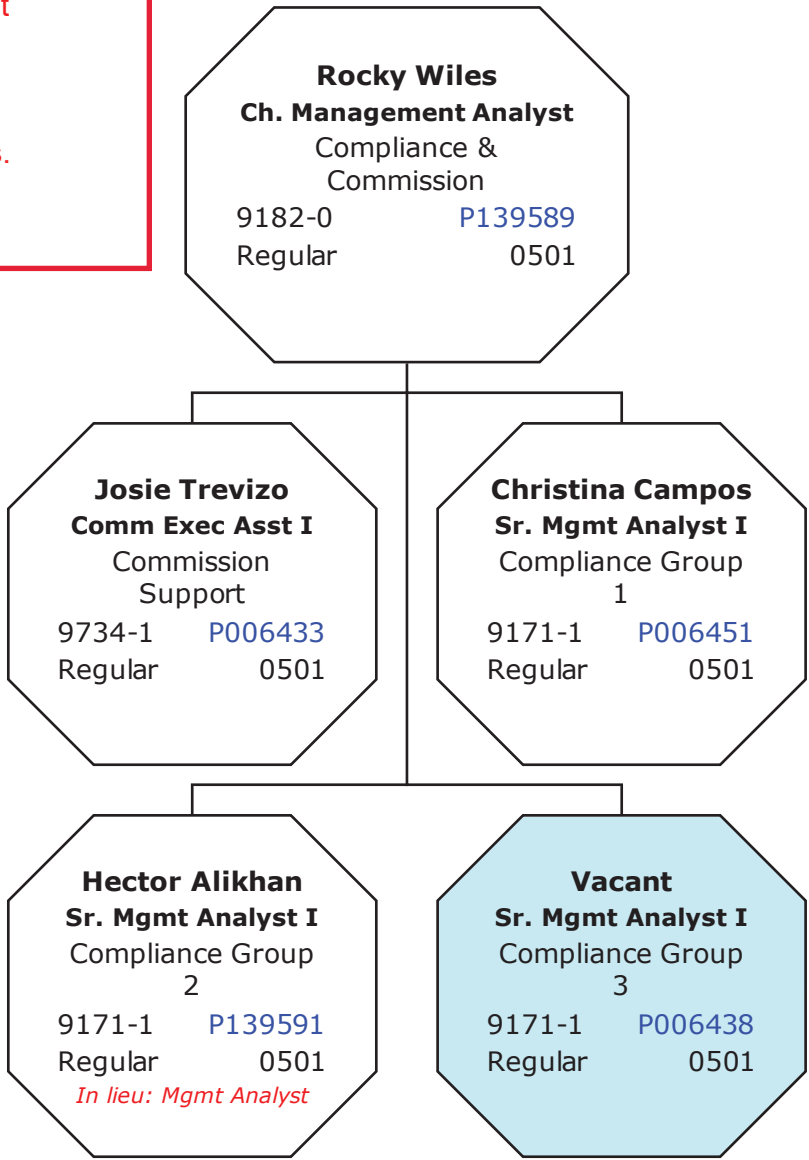 Rocky Wiles
Ch. Management Analyst
Compliance &
Commission
9182-0 P139589
Regular 0501
Josie Trevizo
Comm Exec Asst I
Commission
Support
9734-1 P006433
Regular 0501
Christina Campos
Sr. Mgmt Analyst I
Compliance Group
1
9171-1 P006451
Regular 0501
Hector Alikhan
Sr. Mgmt Analyst I
Compliance Group
2
9171-1 P139591
Regular 0501
In lieu: Mgmt Analyst
Vacant
Sr. Mgmt Analyst I
Compliance Group
3
9171-1 P006438
Regular 0501